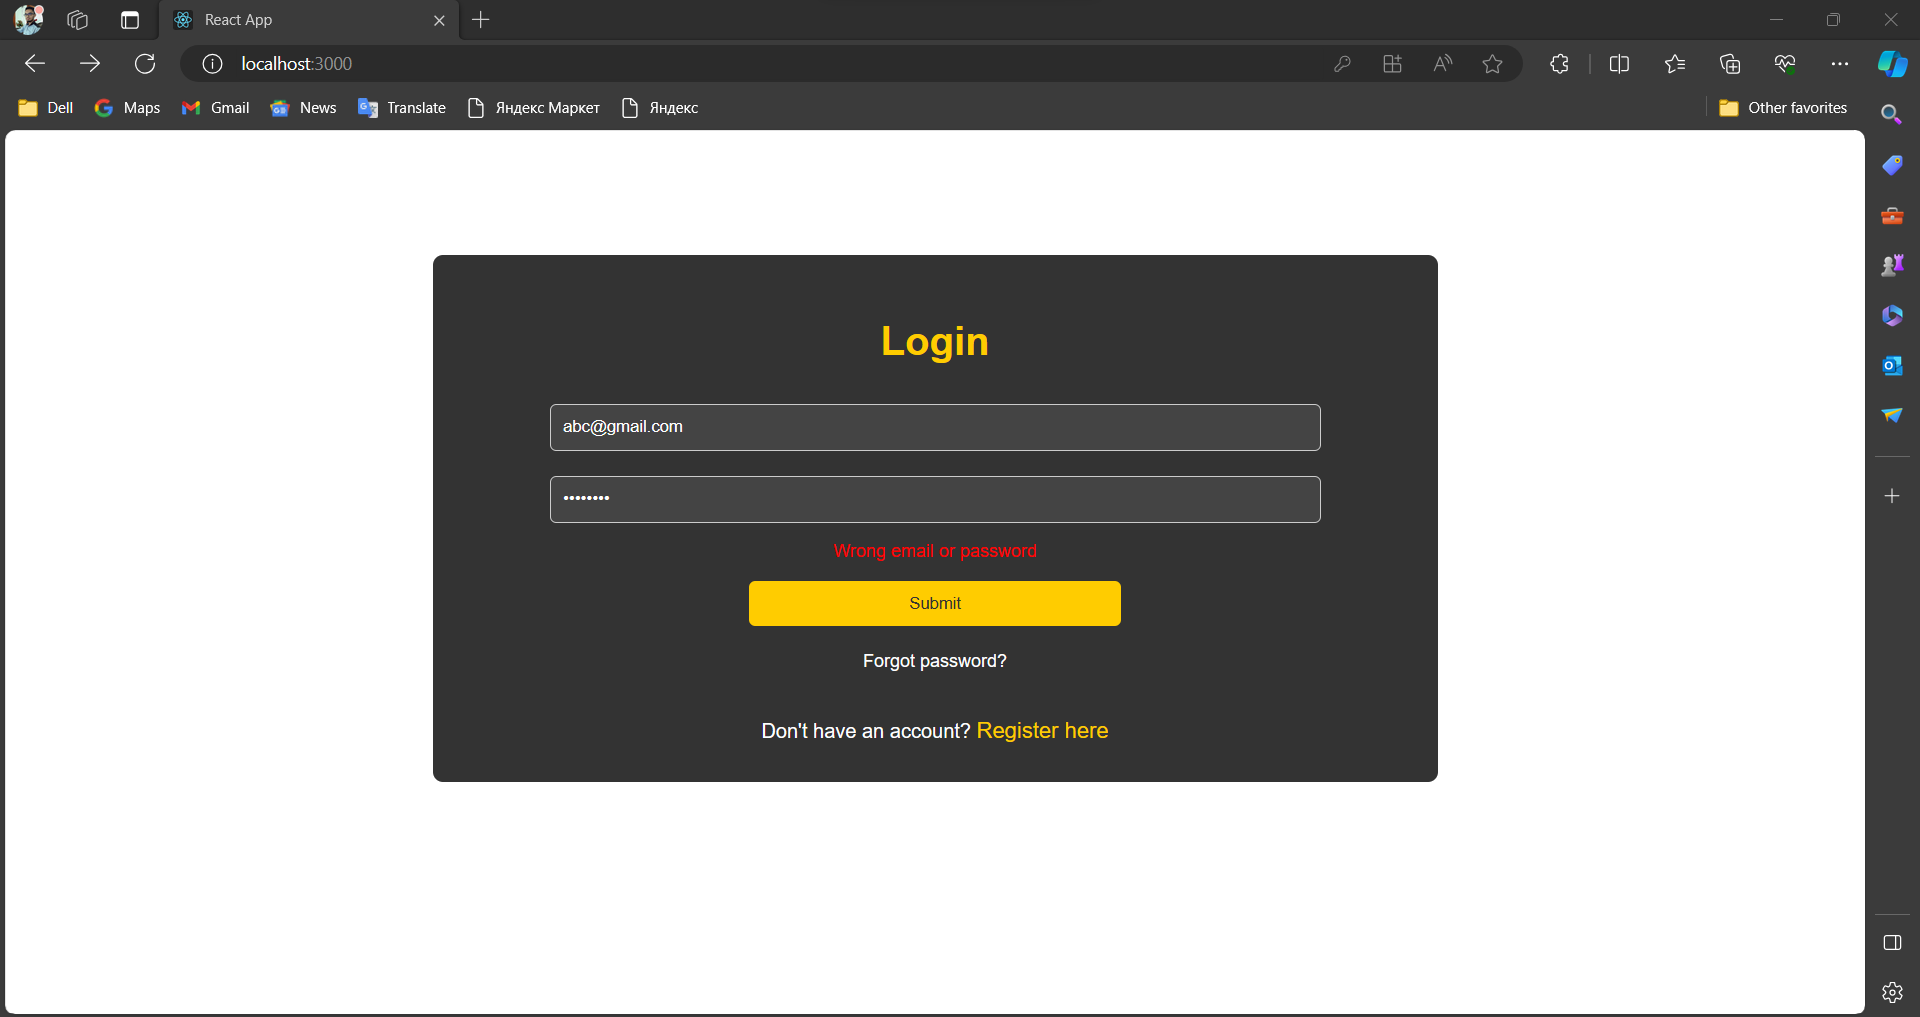 React App
localhost:3000
Dell Maps Gmail News Translate Яндекс Маркет Яндекс Other favorites
Login
abc@gmail.com
••••••••
Wrong email or password
Submit
Forgot password?
Don't have an account? Register here